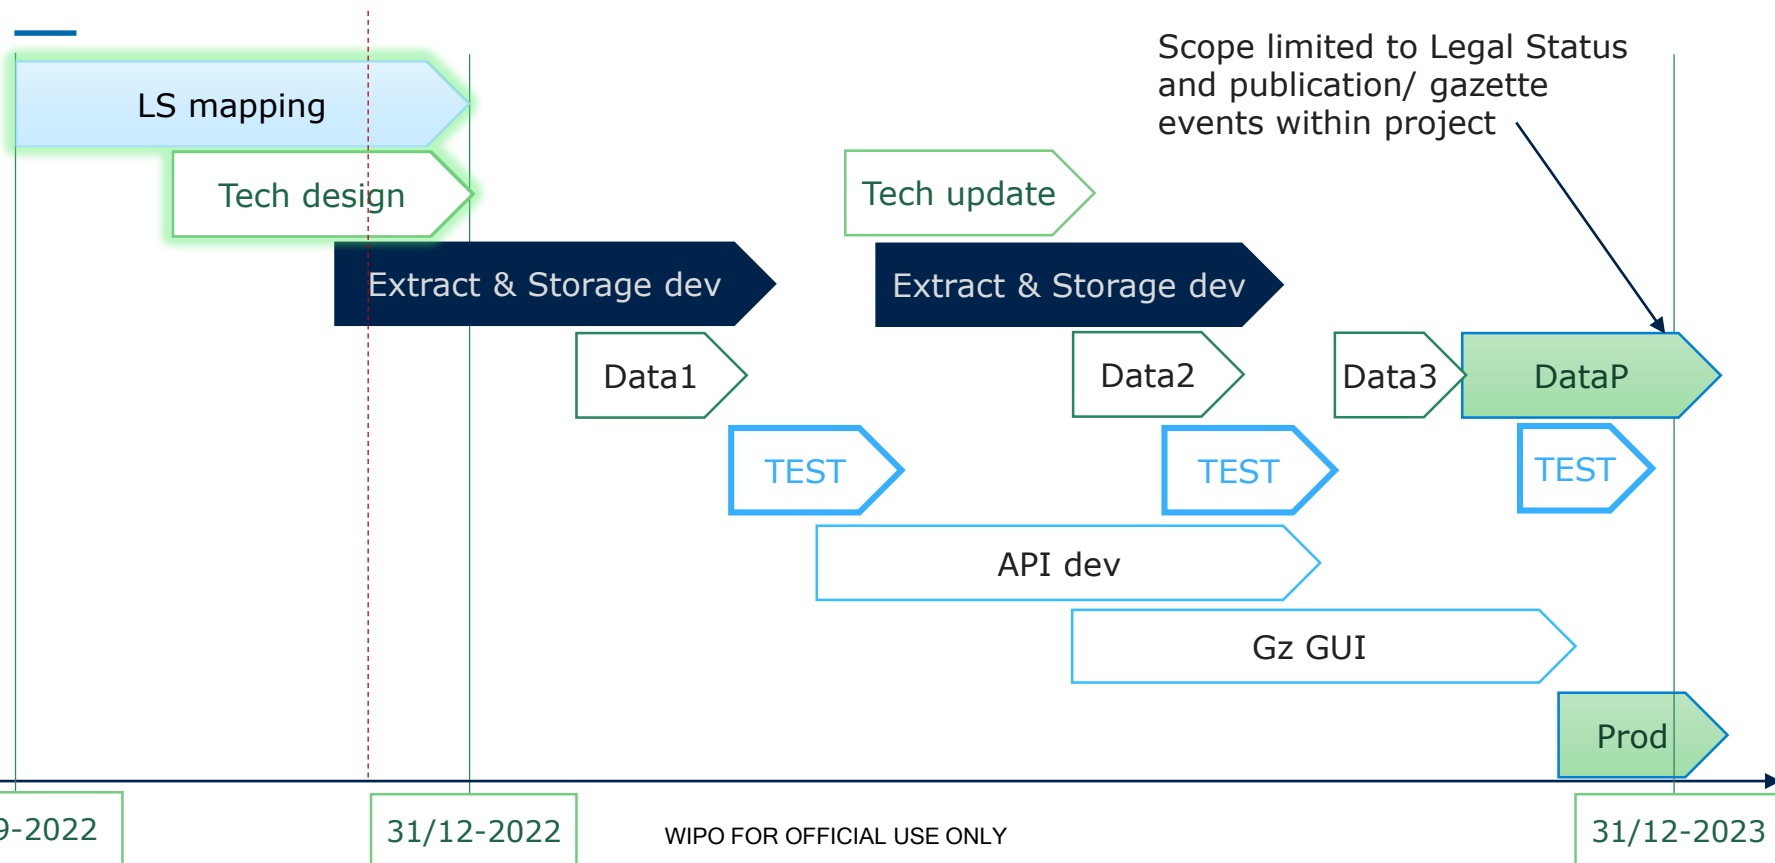 Scope limited to Legal Status
and publication/ gazette
events within project
LS mapping
Tech design
Tech update
Extract & Storage dev
Extract & Storage dev
Data1
Data2
Data3
DataP
TEST
TEST
TEST
API dev
Gz GUI
Prod
9-2022
31/12-2022
WIPO FOR OFFICIAL USE ONLY
31/12-2023